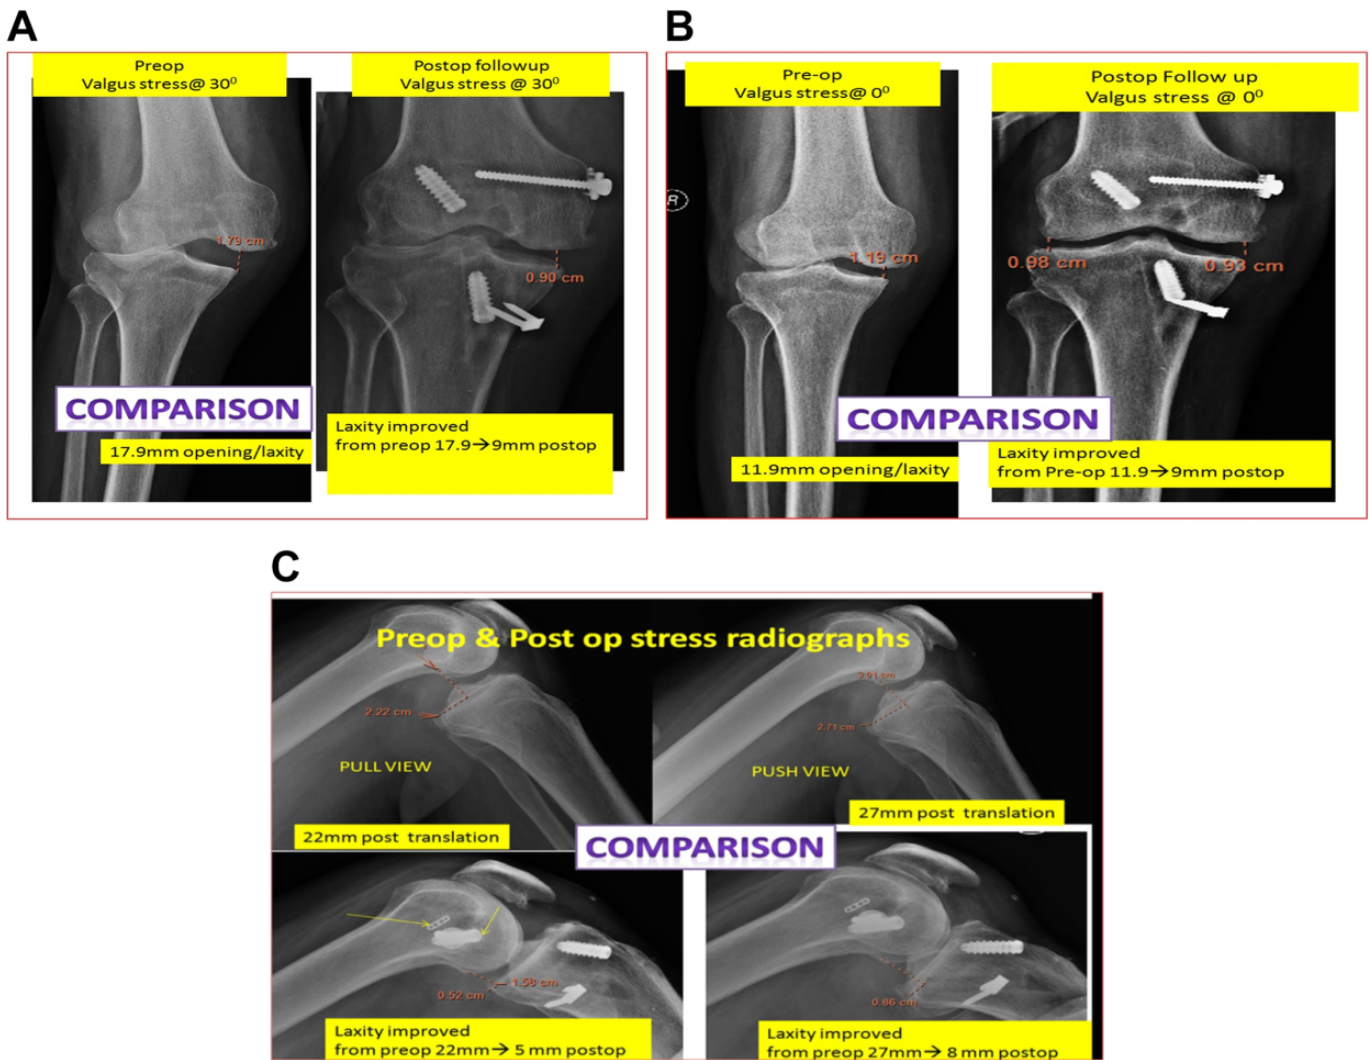 A
Preop
Valgus stress@ 30⁰
Postop followup
Valgus stress @ 30⁰
1.79 cm
0.90 cm
COMPARISON
17.9mm opening/laxity
Laxity improved
from preop 17.9→9mm postop
B
Pre-op
Valgus stress@ 0⁰
Postop Follow up
Valgus stress @ 0⁰
R
1.19 cm
0.98 cm
0.93 cm
COMPARISON
11.9mm opening/laxity
Laxity improved
from Pre-op 11.9→9mm postop
C
Preop & Post op stress radiographs
2.22 cm
2.91 cm
2.71 cm
PULL VIEW
PUSH VIEW
22mm post translation
27mm post translation
COMPARISON
1.58 cm
0.52 cm
0.86 cm
Laxity improved
from preop 22mm→ 5 mm postop
Laxity improved
from preop 27mm→ 8 mm postop